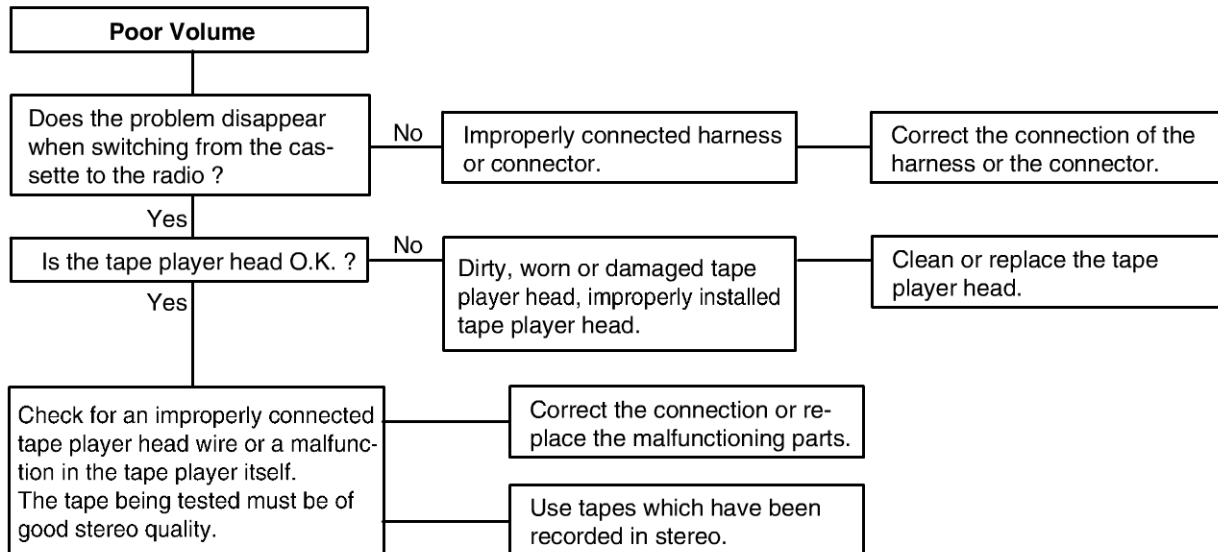 Poor Volume
Does the problem disappear
when switching from the cas-
sette to the radio ?
No
Improperly connected harness
or connector.
Correct the connection of the
harness or the connector.
Yes
Is the tape player head O.K. ?
No
Dirty, worn or damaged tape
player head, improperly installed
tape player head.
Clean or replace the tape
player head.
Yes
Check for an improperly connected
tape player head wire or a malfunc-
tion in the tape player itself.
The tape being tested must be of
good stereo quality.
Correct the connection or re-
place the malfunctioning parts.
Use tapes which have been
recorded in stereo.